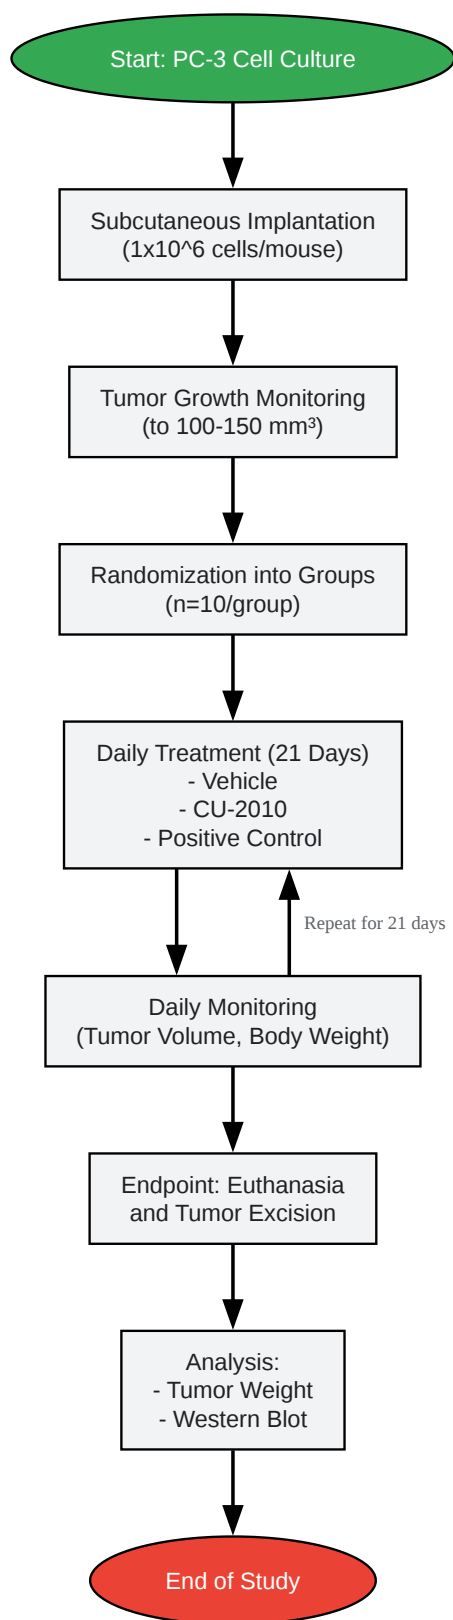 Start: PC-3 Cell Culture
Subcutaneous Implantation
(1x10^6 cells/mouse)
Tumor Growth Monitoring
(to 100-150 mm³)
Randomization into Groups
(n=10/group)
Daily Treatment (21 Days)
- Vehicle
- CU-2010
- Positive Control
Repeat for 21 days
Daily Monitoring
(Tumor Volume, Body Weight)
Endpoint: Euthanasia
and Tumor Excision
Analysis:
- Tumor Weight
- Western Blot
End of Study